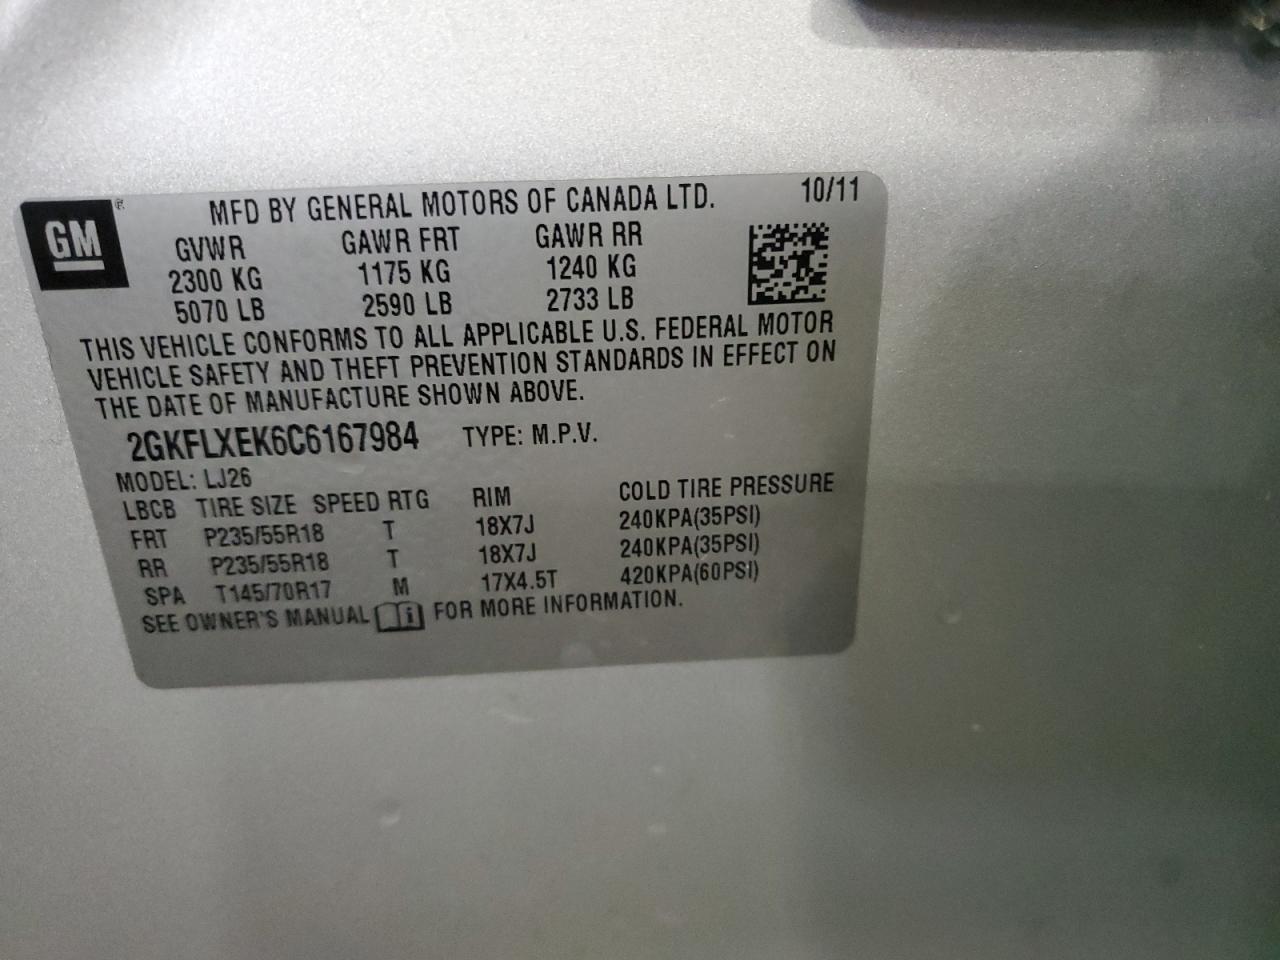 GM ® MFD BY GENERAL MOTORS OF CANADA LTD. 10/11
GVWR GAWR FRT GAWR RR
2300 KG 1175 KG 1240 KG
5070 LB 2590 LB 2733 LB
THIS VEHICLE CONFORMS TO ALL APPLICABLE U.S. FEDERAL MOTOR
VEHICLE SAFETY AND THEFT PREVENTION STANDARDS IN EFFECT ON
THE DATE OF MANUFACTURE SHOWN ABOVE.
2GKFLXEK6C6167984 TYPE: M.P.V.
MODEL: LJ26
LBCB TIRE SIZE SPEED RTG RIM COLD TIRE PRESSURE
FRT P235/55R18 T 18X7J 240KPA(35PSI)
RR P235/55R18 T 18X7J 240KPA(35PSI)
SPA T145/70R17 M 17X4.5T 420KPA(60PSI)
SEE OWNER'S MANUAL i FOR MORE INFORMATION.